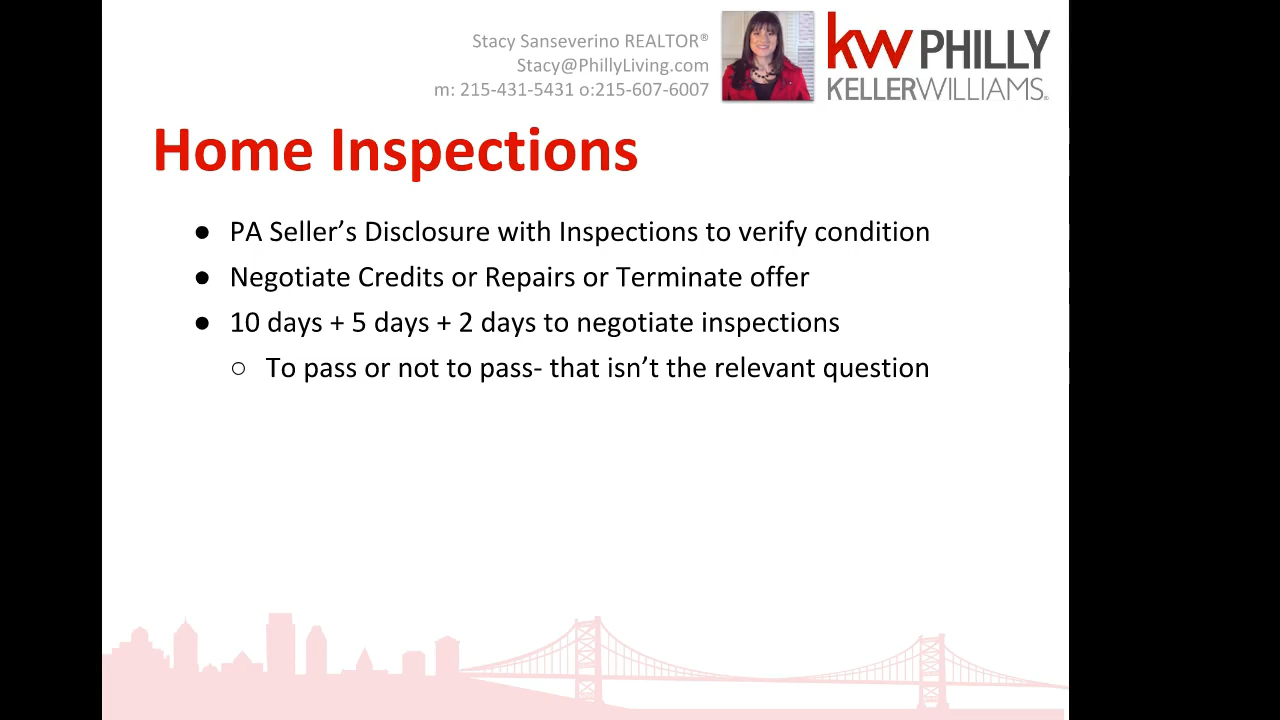 Stacy Sanseverino REALTOR®
Stacy@PhillyLiving.com
m: 215-431-5431 o:215-607-6007
kw PHILLY
KELLERWILLIAMS.
Home Inspections
● PA Seller’s Disclosure with Inspections to verify condition
● Negotiate Credits or Repairs or Terminate offer
● 10 days + 5 days + 2 days to negotiate inspections
○ To pass or not to pass- that isn’t the relevant question